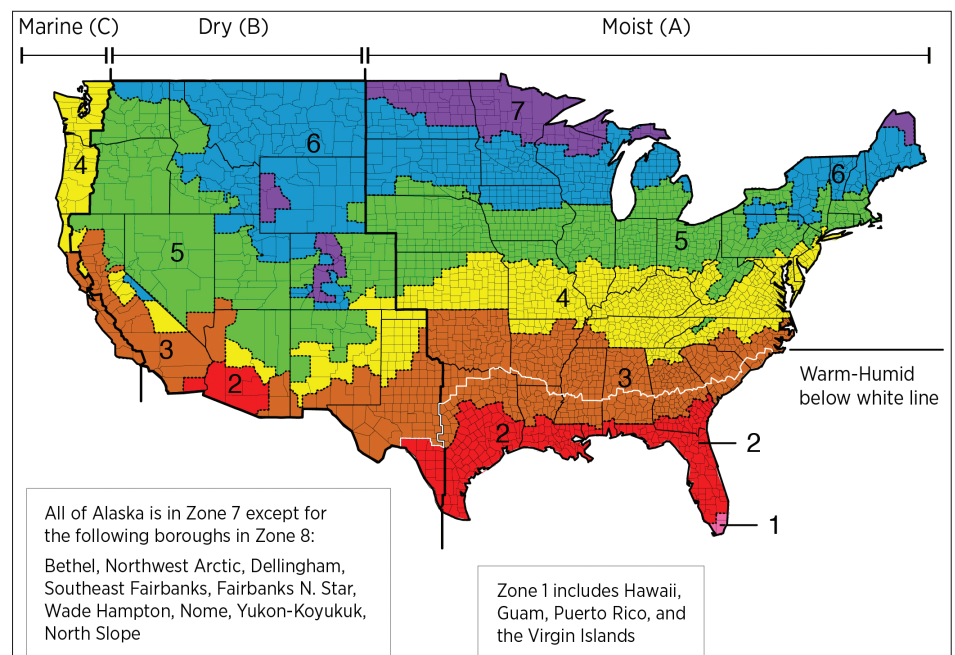 Marine (C)
Dry (B)
Moist (A)
7
6
6
6
4
5
5
4
3
3
2
2
Warm-Humid
below white line
2
1
All of Alaska is in Zone 7 except for
the following boroughs in Zone 8:
Bethel, Northwest Arctic, Dellingham,
Southeast Fairbanks, Fairbanks N. Star,
Wade Hampton, Nome, Yukon-Koyukuk,
North Slope
Zone 1 includes Hawaii,
Guam, Puerto Rico, and
the Virgin Islands